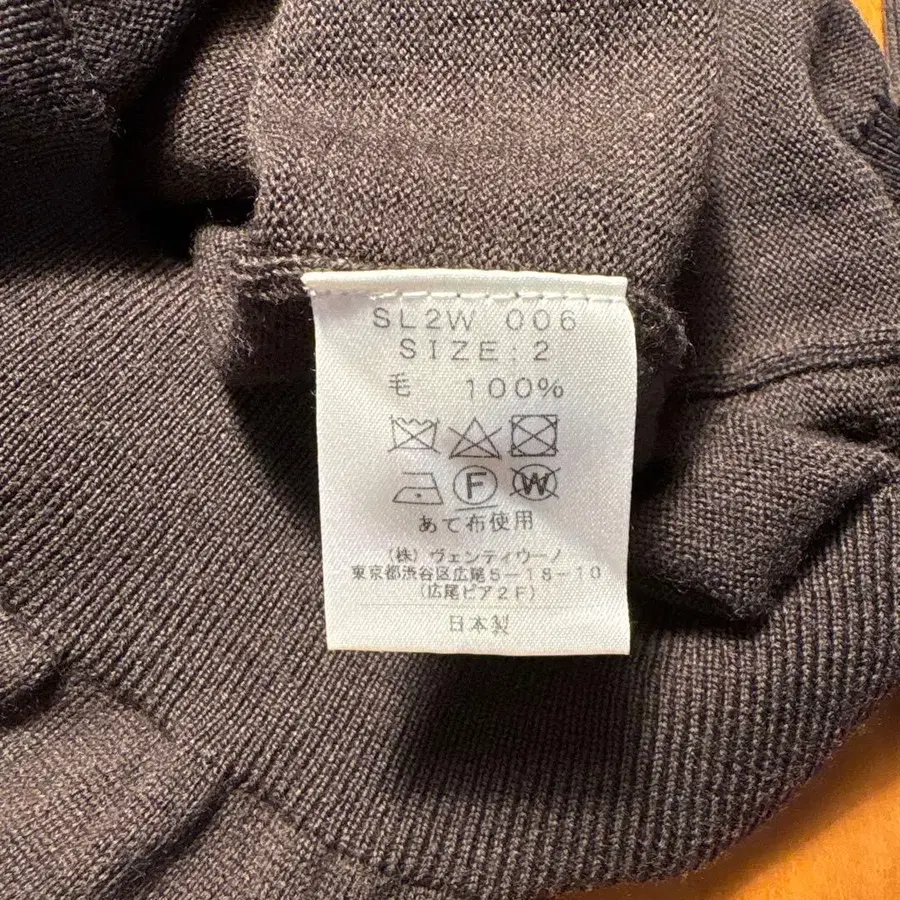 SL2W 006
SIZE:2
毛 100%
F W
あて布使用
(株)ヴェンティウーノ
東京都渋谷区広尾5-18-10
(広尾ピア2F)
日本製